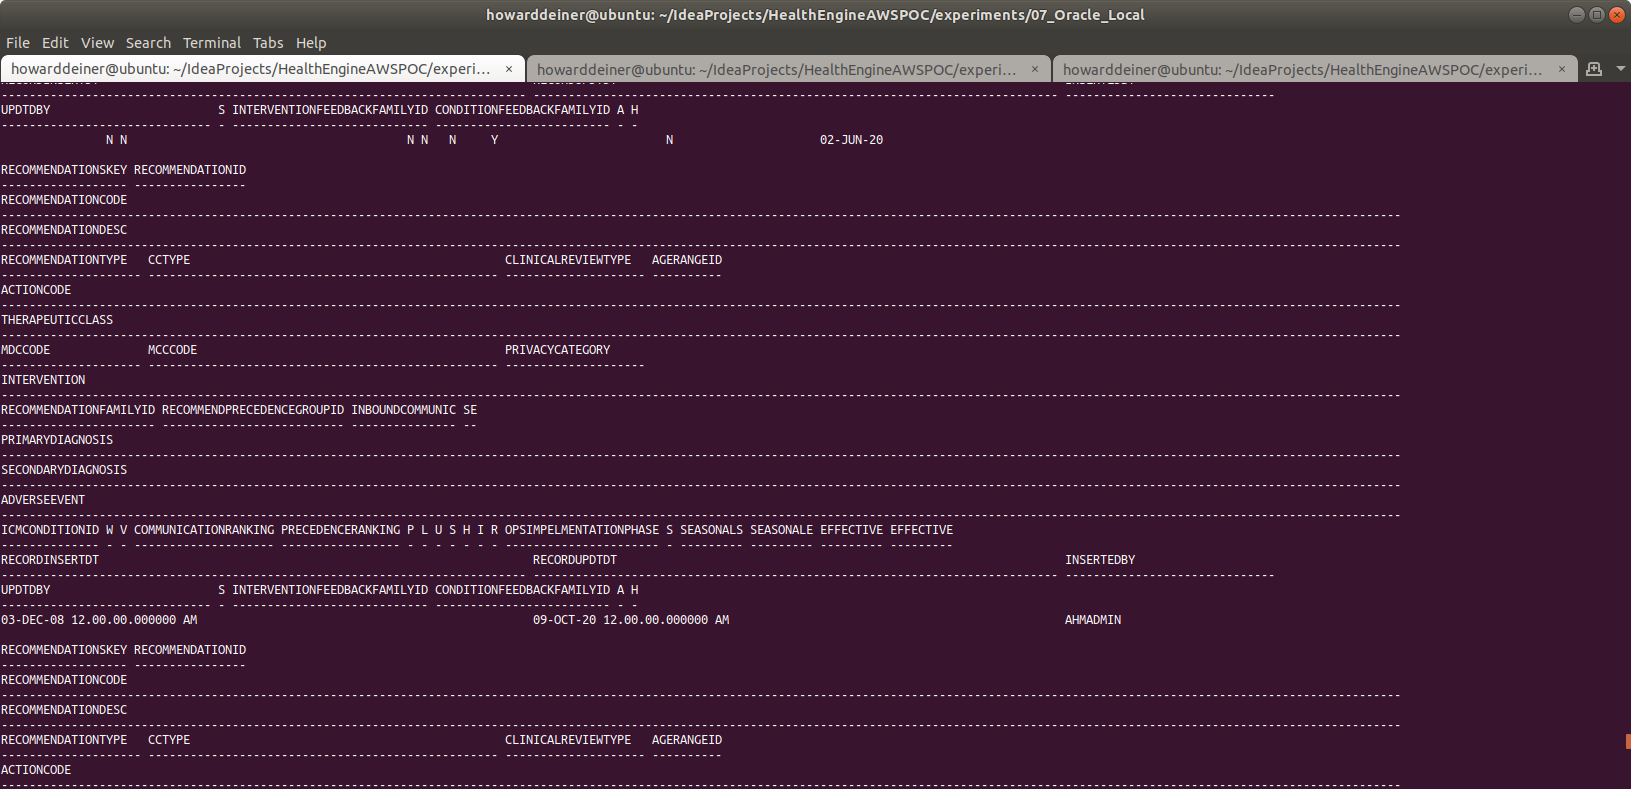 howarddeiner@ubuntu: ~/IdeaProjects/HealthEngineAWSPOC/experiments/07_Oracle_Local
File Edit View Search Terminal Tabs Help
howarddeiner@ubuntu: ~/IdeaProjects/HealthEngineAWSPOC/experi... × howarddeiner@ubuntu: ~/IdeaProjects/HealthEngineAWSPOC/experi... × howarddeiner@ubuntu: ~/IdeaProjects/HealthEngineAWSPOC/experi... ×
UPDTDBY S INTERVENTIONFEEDBACKFAMILYID CONDITIONFEEDBACKFAMILYID A H
N N N N N Y N 02-JUN-20
RECOMMENDATIONSKEY RECOMMENDATIONID
RECOMMENDATIONCODE
RECOMMENDATIONDESC
RECOMMENDATIONTYPE CCTYPE CLINICALREVIEWTYPE AGERANGEID
ACTIONCODE
THERAPEUTICCLASS
MDCCODE MCCCODE PRIVACYCATEGORY
INTERVENTION
RECOMMENDATIONFAMILYID RECOMMENDPRECEDENCEGROUPID INBOUNDCOMMUNIC SE
PRIMARYDIAGNOSIS
SECONDARYDIAGNOSIS
ADVERSEEVENT
ICMCONDITIONID W V COMMUNICATIONRANKING PRECEDENCERANKING P L U S H I R OPSIMPELMENTATIONPHASE S SEASONALS SEASONALE EFFECTIVE EFFECTIVE
RECORDINSERTDT RECORDUPDTDT INSERTEDBY
UPDTDBY S INTERVENTIONFEEDBACKFAMILYID CONDITIONFEEDBACKFAMILYID A H
03-DEC-08 12.00.00.000000 AM 09-OCT-20 12.00.00.000000 AM AHMADMIN
RECOMMENDATIONSKEY RECOMMENDATIONID
RECOMMENDATIONCODE
RECOMMENDATIONDESC
RECOMMENDATIONTYPE CCTYPE CLINICALREVIEWTYPE AGERANGEID
ACTIONCODE